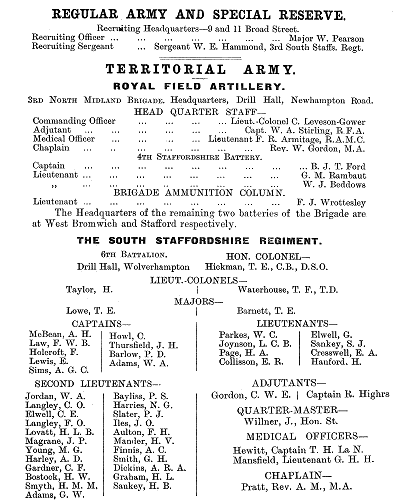 REGULAR ARMY AND SPECIAL RESERVE.
Recruiting Headquarters—9 and 11 Broad Street.
Recruiting Officer ... ... ... ... ... ... Major W. Pearson
Recruiting Sergeant ... Sergeant W. E. Hammond, 3rd South Staffs. Regt.
TERRITORIAL ARMY.
ROYAL FIELD ARTILLERY.
3RD NORTH MIDLAND BRIGADE. Headquarters, Drill Hall, Newhampton Road.
HEAD QUARTER STAFF—
Commanding Officer ... ... ... Lieut.-Colonel C. Leveson-Gower
Adjutant ... ... ... ... ... Capt. W. A. Stirling, R F.A.
Medical Officer ... ... ... Lieutenant F. R. Armitage, R.A.M.C.
Chaplain ... ... ... ... ... Rev. W. Gordon, M.A.
4TH STAFFORDSHIRE BATTERY.
Captain ... ... ... ... ... ... B. J. T. Ford
Lieutenant ... ... ... ... ... ... G. M. Rambaut
„ ... ... ... ... ... ... W. J. Beddows
BRIGADE AMMUNITION COLUMN.
Lieutenant ... ... ... ... ... ... F. J. Wrottesley
The Headquarters of the remaining two batteries of the Brigade are
at West Bromwich and Stafford respectively.
THE SOUTH STAFFORDSHIRE REGIMENT.
6TH BATTALION. HON. COLONEL—
Drill Hall, Wolverhampton Hickman, T. E., C.B., D.S.O.
LIEUT.-COLONELS—
Taylor, H. Waterhouse, T. F., T.D.
MAJORS—
Lowe, T. E. Barnett, T. E.
CAPTAINS—
McBean, A. H.
Law, F. W. B.
Holcroft, F.
Lewis, E.
Sims, A. G. C.
Howl, C.
Thursfield, J. H.
Barlow, P. D.
Adams, W. A.
LIEUTENANTS—
Parkes, W. C.
Joynson, L. C. B.
Page, H. A.
Collisson, E. R.
Elwell, G.
Sankey, S. J.
Cresswell, E. A.
Hanford. H.
SECOND LIEUTENANTS—
Jordan, W. A.
Langley, C. O.
Elwell, C. E.
Langley, F. O.
Lovatt, H. L. B.
Magrane, J. P.
Young, M. G.
Harley, A. D.
Gardner, C. F.
Bostock, H. W.
Smyth, H. M. M.
Adams, G. W.
Bayliss, P. S.
Harries, N. G.
Slater, P. J.
Iles, J. O.
Aulton, F. H.
Mander, H. V.
Finnis, A. C.
Smith, G. H.
Dickins, A. R. A.
Graham, H. L.
Sankey, H. B.
ADJUTANTS—
Gordon, C. W. E. Captain R. Highrs
QUARTER-MASTER—
Willner, J., Hon. St.
MEDICAL OFFICERS—
Hewitt, Captain T. H. La N.
Mansfield, Lieutenant G. H. H.
CHAPLAIN—
Pratt, Rev. A. M., M.A.